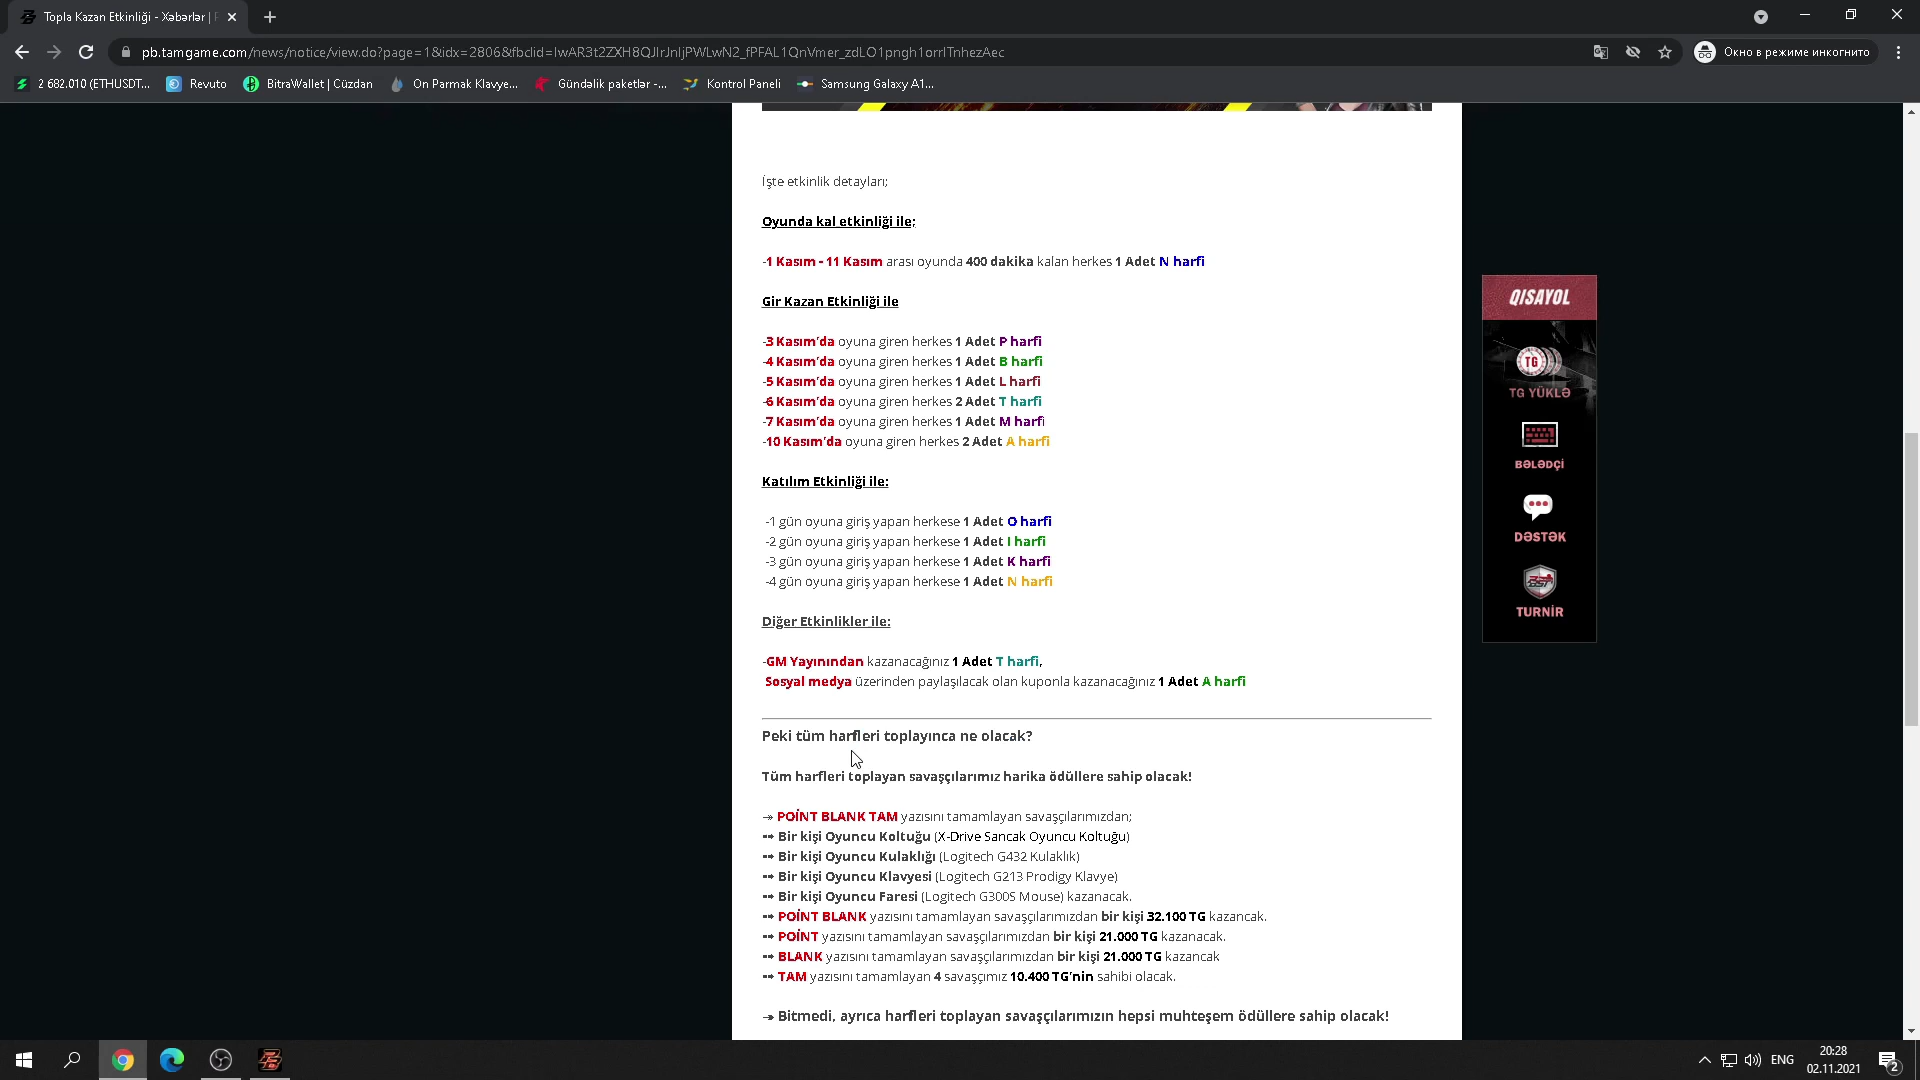 Topla Kazan Etkinliği - Xəbərlər |
pb.tamgame.com/news/notice/view.do?page=1&idx=2806&fbclid=IwAR3t2ZXH8QJIrJnIjPWLwN2_fPFAL1QnVmer_zdLO1pngh1orrITnhezAec
Окно в режиме инкогнито
2 682.010 (ETHUSDT...
Revuto
BitraWallet | Cüzdan
On Parmak Klavye...
Gündəlik paketlər -...
Kontrol Paneli
Samsung Galaxy A1...
İşte etkinlik detayları;
Oyunda kal etkinliği ile;
-1 Kasım - 11 Kasım arası oyunda 400 dakika kalan herkes 1 Adet N harfi
Gir Kazan Etkinliği ile
-3 Kasım'da oyuna giren herkes 1 Adet P harfi
-4 Kasım'da oyuna giren herkes 1 Adet B harfi
-5 Kasım'da oyuna giren herkes 1 Adet L harfi
-6 Kasım'da oyuna giren herkes 2 Adet T harfi
-7 Kasım'da oyuna giren herkes 1 Adet M harfi
-10 Kasım'da oyuna giren herkes 2 Adet A harfi
Katılım Etkinliği ile:
-1 gün oyuna giriş yapan herkese 1 Adet O harfi
-2 gün oyuna giriş yapan herkese 1 Adet I harfi
-3 gün oyuna giriş yapan herkese 1 Adet K harfi
-4 gün oyuna giriş yapan herkese 1 Adet N harfi
Diğer Etkinlikler ile:
-GM Yayınından kazanacağınız 1 Adet T harfi,
Sosyal medya üzerinden paylaşılacak olan kuponla kazanacağınız 1 Adet A harfi
Peki tüm harfleri toplayınca ne olacak?
Tüm harfleri toplayan savaşçılarımız harika ödüllere sahip olacak!
→ POİNT BLANK TAM yazısını tamamlayan savaşçılarımızdan;
→ Bir kişi Oyuncu Koltuğu (X-Drive Sancak Oyuncu Koltuğu)
→ Bir kişi Oyuncu Kulaklığı (Logitech G432 Kulaklık)
→ Bir kişi Oyuncu Klavyesi (Logitech G213 Prodigy Klavye)
→ Bir kişi Oyuncu Faresi (Logitech G300S Mouse) kazanacak.
→ POİNT BLANK yazısını tamamlayan savaşçılarımızdan bir kişi 32.100 TG kazancak.
→ POİNT yazısını tamamlayan savaşçılarımızdan bir kişi 21.000 TG kazanacak.
→ BLANK yazısını tamamlayan savaşçılarımızdan bir kişi 21.000 TG kazancak
→ TAM yazısını tamamlayan 4 savaşçımız 10.400 TG'nin sahibi olacak.
→ Bitmedi, ayrıca harfleri toplayan savaşçılarımızın hepsi muhteşem ödüllere sahip olacak!
QISAYOL
TG
TG YÜKLƏ
BƏLƏDÇİ
DƏSTƏK
TURNİR
ENG
20:28
02.11.2021
2